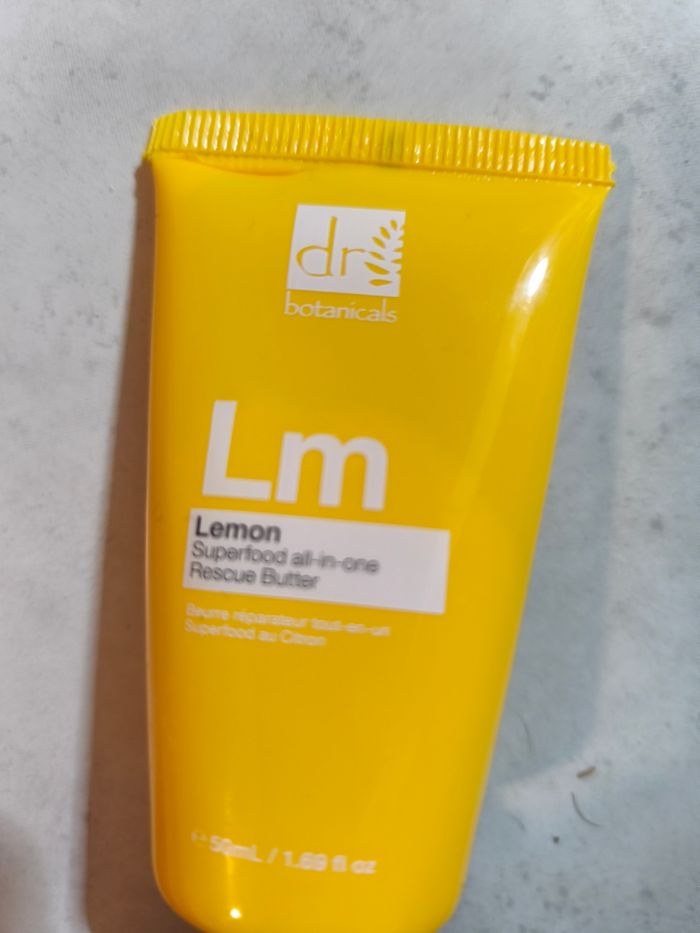 dr
botanicals
Lm
Lemon
Superfood all-in-one
Rescue Butter
Beurre réparateur tout-en-un
Superfood au Citron
℮ 50mL / 1.69 fl oz